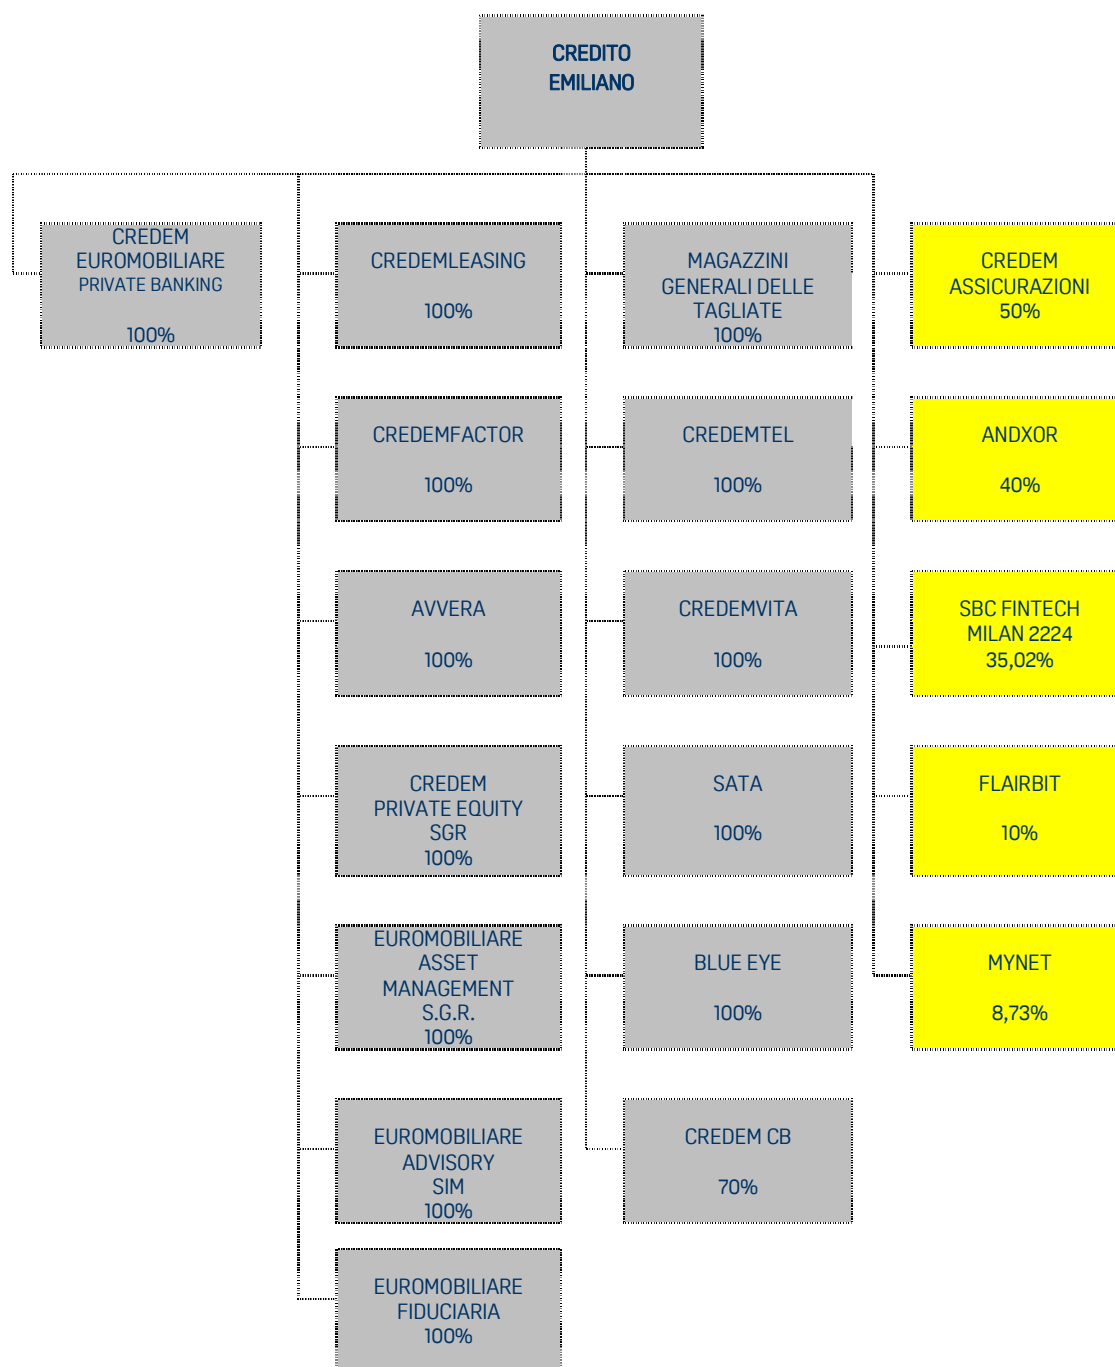 CREDITO
EMILIANO
CREDEM
EUROMOBILIARE
PRIVATE BANKING
100%
CREDEMLEASING
100%
MAGAZZINI
GENERALI DELLE
TAGLIATE
100%
CREDEM
ASSICURAZIONI
50%
CREDEMFACTOR
100%
CREDEMTEL
100%
ANDXOR
40%
AVVERA
100%
CREDEMVITA
100%
SBC FINTECH
MILAN 2224
35,02%
CREDEM
PRIVATE EQUITY
SGR
100%
SATA
100%
FLAIRBIT
10%
EUROMOBILIARE
ASSET
MANAGEMENT
S.G.R.
100%
BLUE EYE
100%
MYNET
8,73%
EUROMOBILIARE
ADVISORY
SIM
100%
CREDEM CB
70%
EUROMOBILIARE
FIDUCIARIA
100%